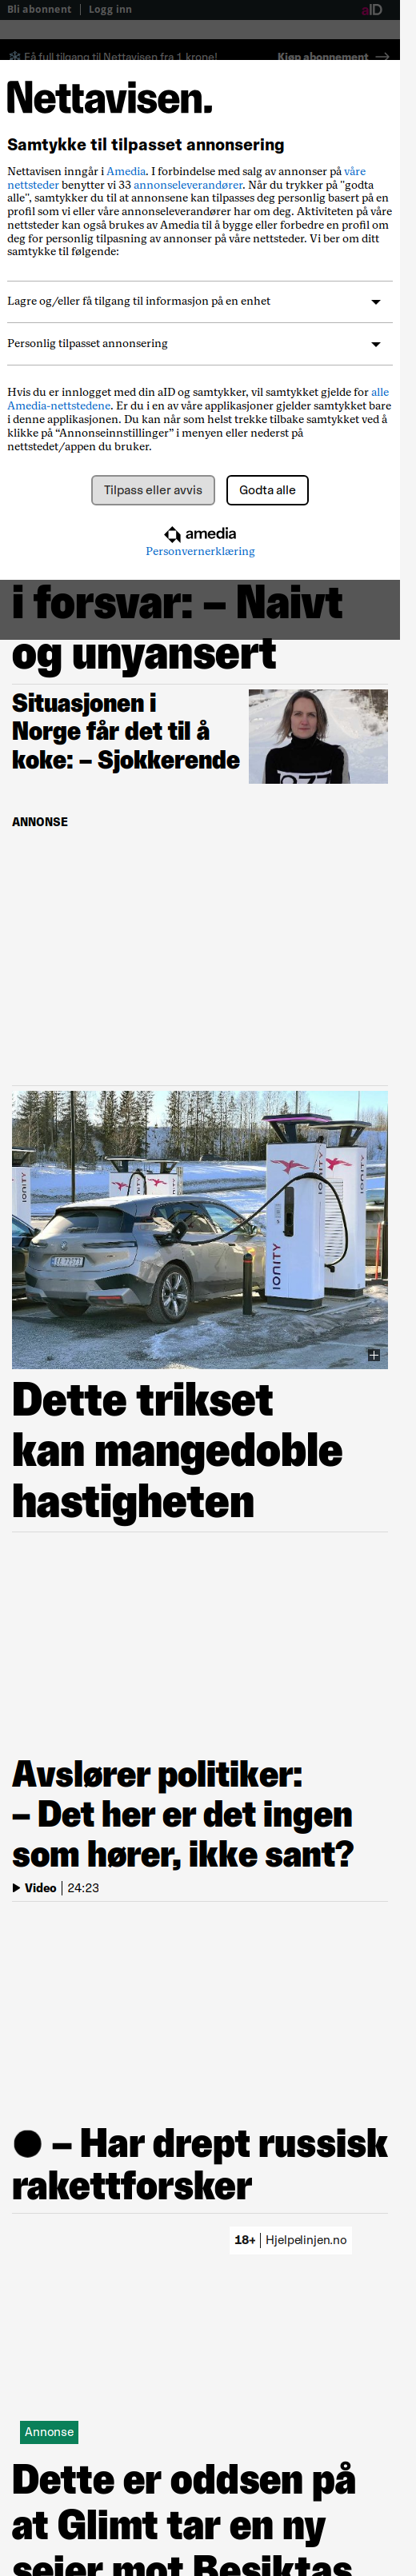 Bli abonnent | Logg inn aID
Få full tilgang til Nettavisen fra 1 krone! Kjøp abonnement
Nettavisen.
Samtykke til tilpasset annonsering
Nettavisen inngår i Amedia. I forbindelse med salg av annonser på våre
nettsteder benytter vi 33 annonseleverandører. Når du trykker på "godta
alle", samtykker du til at annonsene kan tilpasses deg personlig basert på en
profil som vi eller våre annonseleverandører har om deg. Aktiviteten på våre
nettsteder kan også brukes av Amedia til å bygge eller forbedre en profil om
deg for personlig tilpasning av annonser på våre nettsteder. Vi ber om ditt
samtykke til følgende:
Lagre og/eller få tilgang til informasjon på en enhet
Personlig tilpasset annonsering
Hvis du er innlogget med din aID og samtykker, vil samtykket gjelde for alle
Amedia-nettstedene. Er du i en av våre applikasjoner gjelder samtykket bare
i denne applikasjonen. Du kan når som helst trekke tilbake samtykket ved å
klikke på “Annonseinnstillinger” i menyen eller nederst på
nettstedet/appen du bruker.
Tilpass eller avvis Godta alle
amedia
Personvernerklæring
i forsvar: – Naivt
og unyansert
Situasjonen i
Norge får det til å
koke: – Sjokkerende
ANNONSE
IONITY
IONITY
Dette trikset
kan mangedoble
hastigheten
Avslører politiker:
– Det her er det ingen
som hører, ikke sant?
Video | 24:23
– Har drept russisk
rakettforsker
18+ | Hjelpelinjen.no
Annonse
Dette er oddsen på
at Glimt tar en ny
seier mot Besiktas